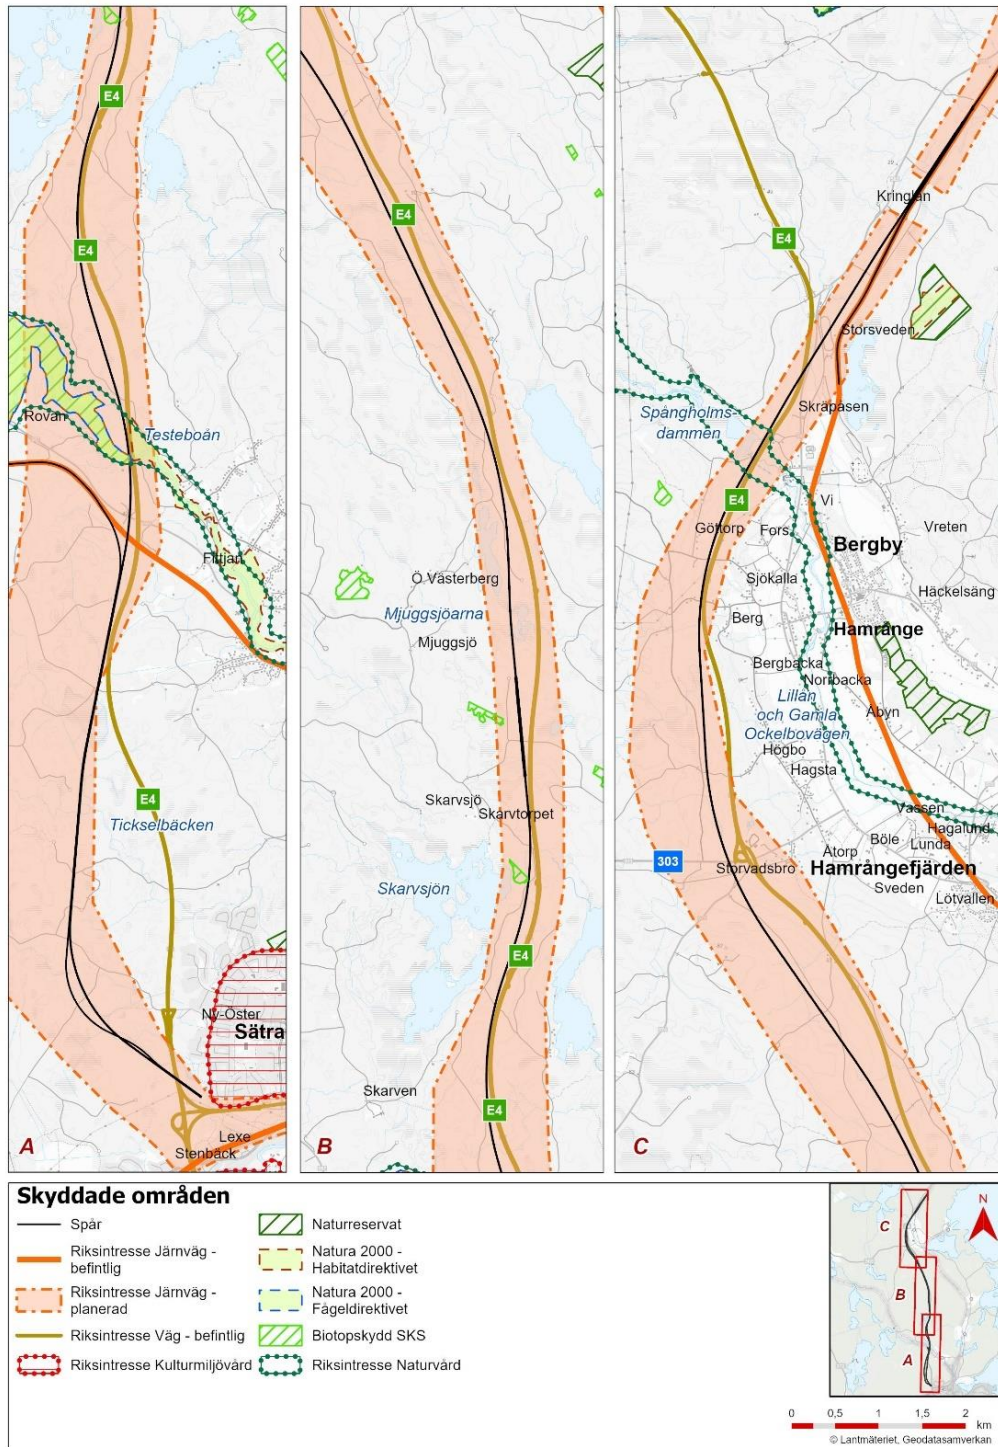 E4
E4
Rovan
Testeboån
Flitjan
E4
Tickselbäcken
Ny-Öster
Sätra
Lexe
Stenbäck
A
E4
Ö Västerberg
Mjuggsjöarna
Mjuggsjö
Skarvsjö
Skarvtorpet
Skarvsjön
E4
Skarven
E4
B
Kringlan
E4
Storsveden
Spångholms-
dammen
Skräpåsen
E4
Vi
Göttorp
Fors
Vreten
Bergby
Sjökalla
Häckelsäng
Berg
Hamrånge
Bergbacka
Norrbacka
Lillån
och Gamla
Ockelbovägen
Åbyn
Högbo
Hagsta
Vassen
Hagalund
Böle
Lunda
Åtorp
303
Storvadsbro
Hamrångefjärden
Sveden
Lötvallen
C
Skyddade områden
Spår
Riksintresse Järnväg -
befintlig
Riksintresse Järnväg -
planerad
Riksintresse Väg - befintlig
Riksintresse Kulturmiljövård
Naturreservat
Natura 2000 -
Habitatdirektivet
Natura 2000 -
Fågeldirektivet
Biotopskydd SKS
Riksintresse Naturvård
N
C
B
A
0 0,5 1 1,5 2
km
© Lantmäteriet, Geodatasamverkan